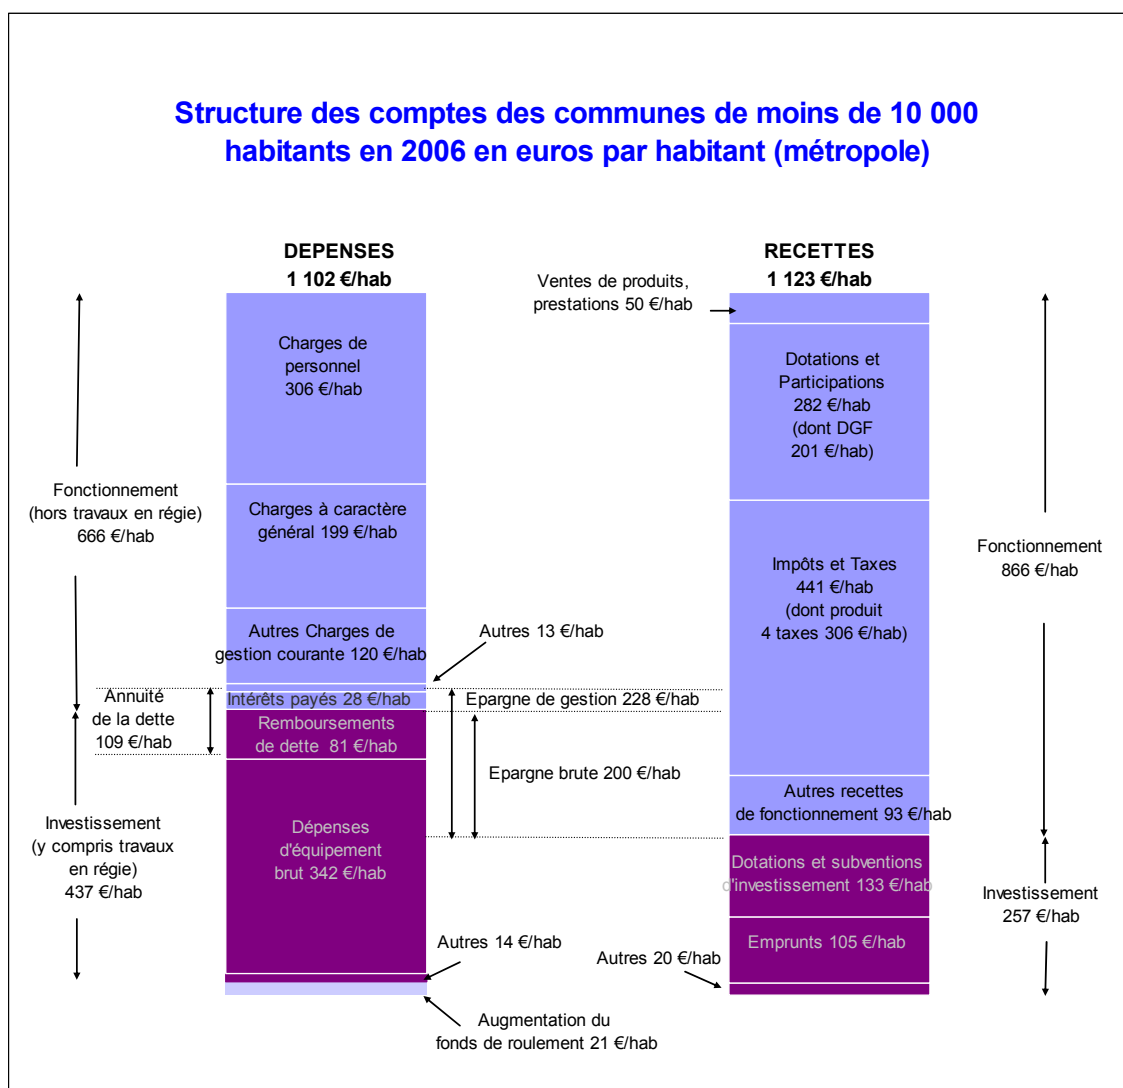 Structure des comptes des communes de moins de 10 000
habitants en 2006 en euros par habitant (métropole)
DEPENSES
1 102 €/hab
RECETTES
1 123 €/hab
Ventes de produits,
prestations 50 €/hab
Charges de
personnel
306 €/hab
Dotations et
Participations
282 €/hab
(dont DGF
201 €/hab)
Fonctionnement
(hors travaux en régie)
666 €/hab
Charges à caractère
général 199 €/hab
Fonctionnement
866 €/hab
Impôts et Taxes
441 €/hab
(dont produit
4 taxes 306 €/hab)
Autres Charges de
gestion courante 120 €/hab
Autres 13 €/hab
Annuité
de la dette
109 €/hab
Intérêts payés 28 €/hab
Epargne de gestion 228 €/hab
Remboursements
de dette 81 €/hab
Epargne brute 200 €/hab
Autres recettes
de fonctionnement 93 €/hab
Investissement
(y compris travaux
en régie)
437 €/hab
Dépenses
d'équipement
brut 342 €/hab
Dotations et subventions
d'investissement 133 €/hab
Investissement
257 €/hab
Autres 14 €/hab
Emprunts 105 €/hab
Autres 20 €/hab
Augmentation du
fonds de roulement 21 €/hab